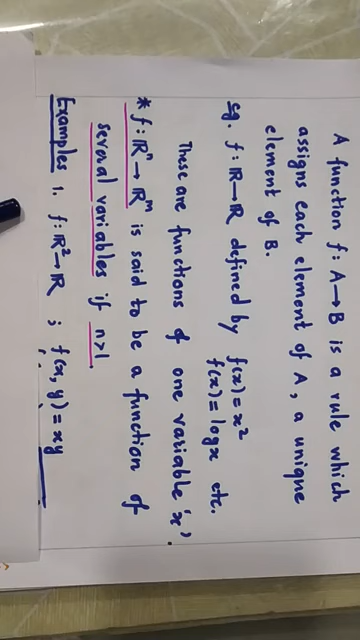 A function f: A→B is a rule which
assigns each element of A, a unique
element of B.
eg. f: ℝ→ℝ defined by f(x)=x²
f(x)=logx etc.
These are functions of one variable 'x'.
* f: ℝⁿ→ℝᵐ is said to be a function of
several variables if n>1
Examples 1. f: ℝ²→ℝ ; f(x, y)=xy